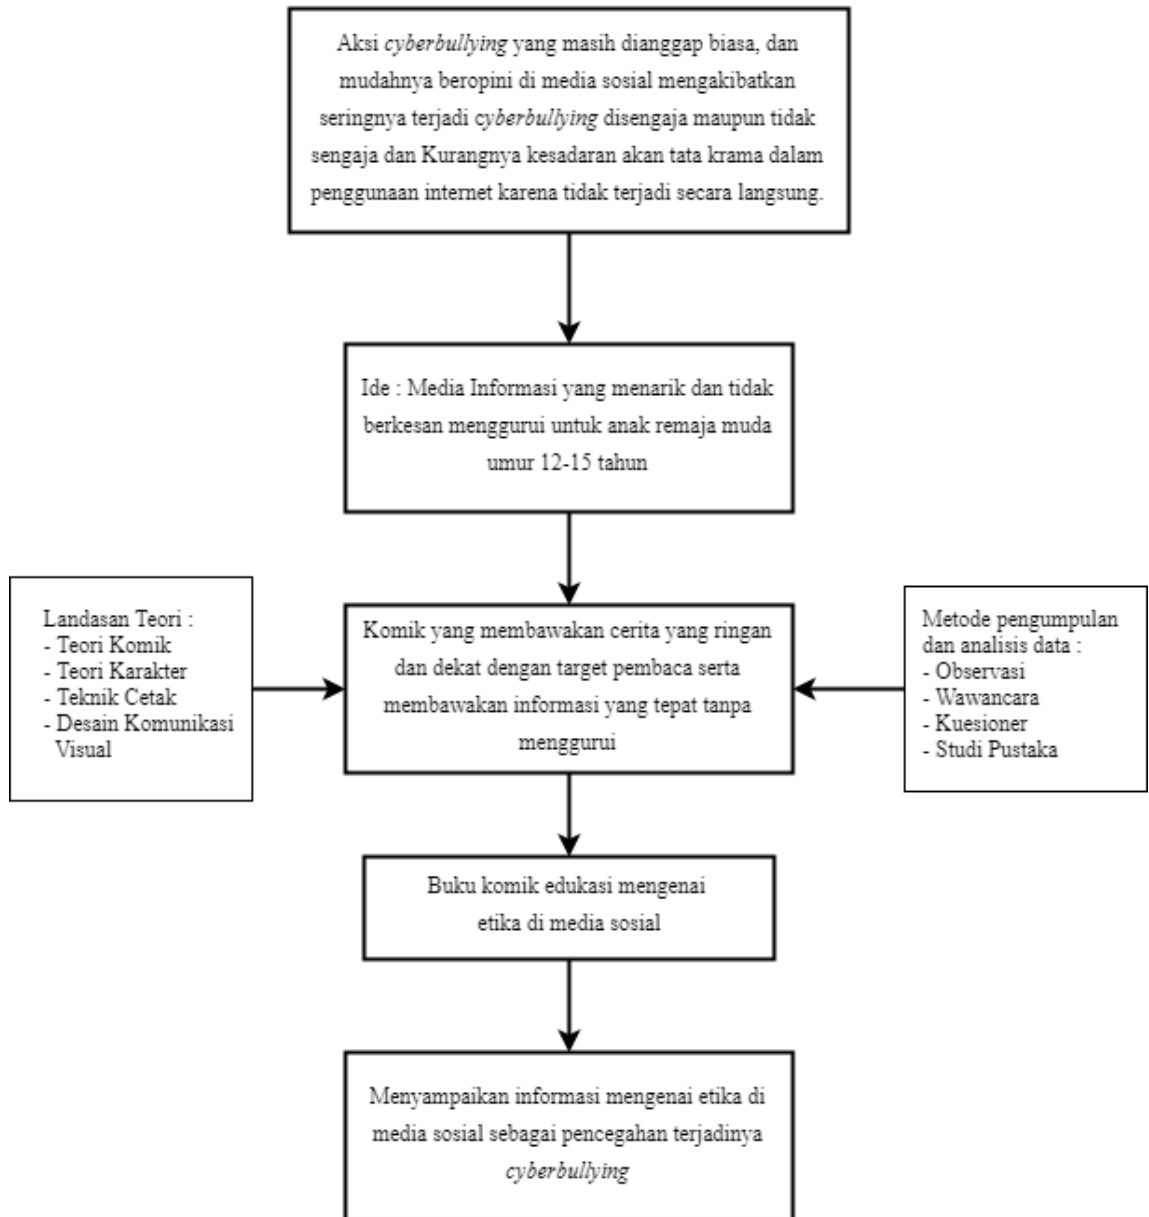 Aksi cyberbullying yang masih dianggap biasa, dan
mudahnya beropini di media sosial mengakibatkan
seringnya terjadi cyberbullying disengaja maupun tidak
sengaja dan Kurangnya kesadaran akan tata krama dalam
penggunaan internet karena tidak terjadi secara langsung.
Ide : Media Informasi yang menarik dan tidak
berkesan menggurui untuk anak remaja muda
umur 12-15 tahun
Landasan Teori :
- Teori Komik
- Teori Karakter
- Teknik Cetak
- Desain Komunikasi
Visual
Komik yang membawakan cerita yang ringan
dan dekat dengan target pembaca serta
membawakan informasi yang tepat tanpa
menggurui
Metode pengumpulan
dan analisis data :
- Observasi
- Wawancara
- Kuesioner
- Studi Pustaka
Buku komik edukasi mengenai
etika di media sosial
Menyampaikan informasi mengenai etika di
media sosial sebagai pencegahan terjadinya
cyberbullying